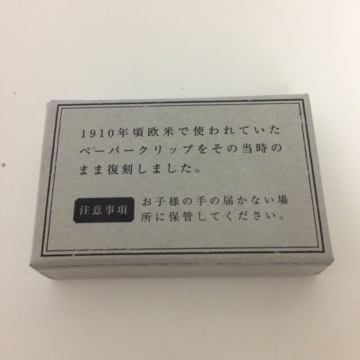 1910年頃欧米で使われていた
ペーパークリップをその当時の
まま復刻しました。
注意事項 お子様の手の届かない場
所に保管してください。